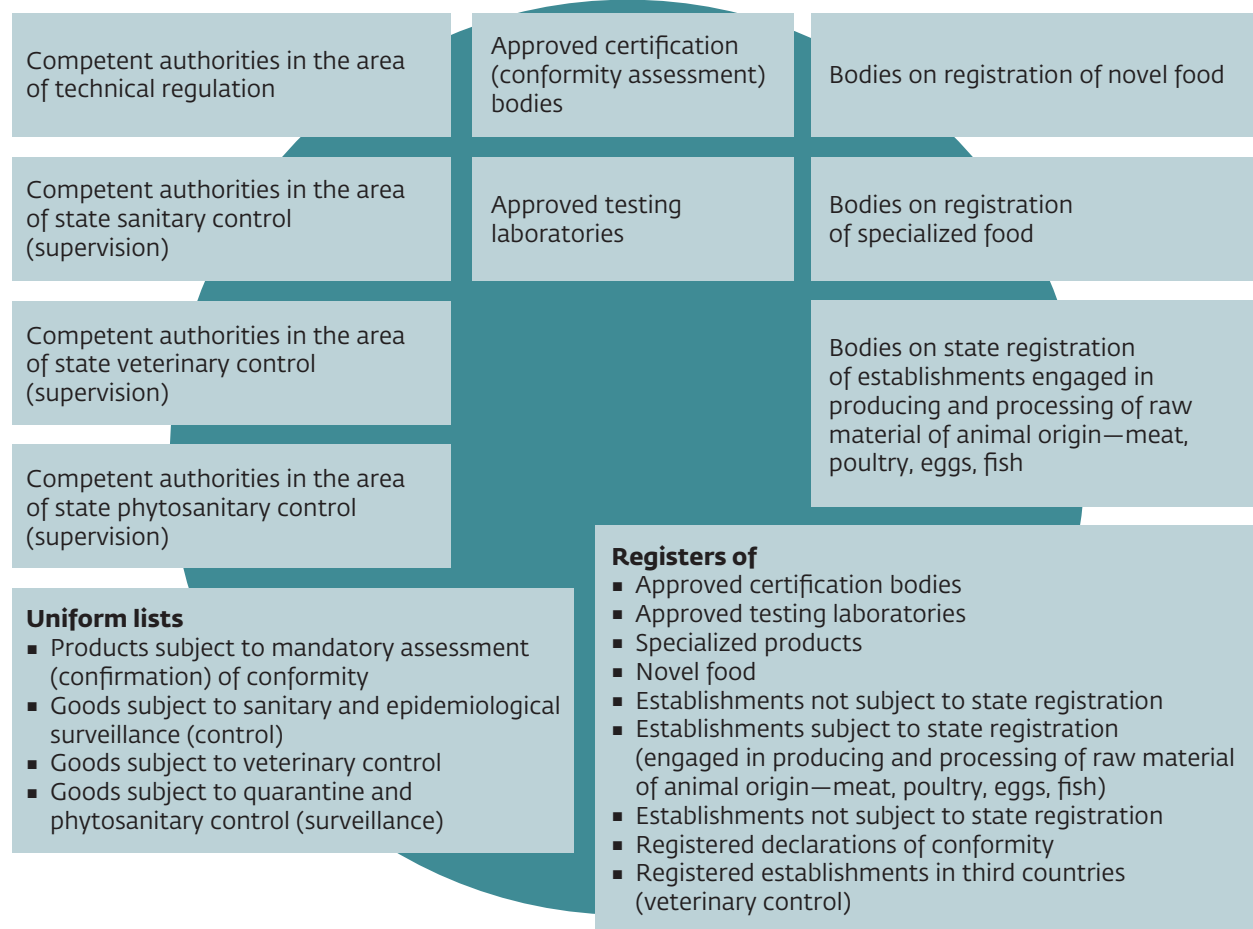 Competent authorities in the area
of technical regulation
Approved certification
(conformity assessment)
bodies
Bodies on registration of novel food
Competent authorities in the area
of state sanitary control
(supervision)
Approved testing
laboratories
Bodies on registration
of specialized food
Competent authorities in the area
of state veterinary control
(supervision)
Bodies on state registration
of establishments engaged in
producing and processing of raw
material of animal origin—meat,
poultry, eggs, fish
Competent authorities in the area
of state phytosanitary control
(supervision)
Uniform lists
▪ Products subject to mandatory assessment
(confirmation) of conformity
▪ Goods subject to sanitary and epidemiological
surveillance (control)
▪ Goods subject to veterinary control
▪ Goods subject to quarantine and
phytosanitary control (surveillance)
Registers of
▪ Approved certification bodies
▪ Approved testing laboratories
▪ Specialized products
▪ Novel food
▪ Establishments not subject to state registration
▪ Establishments subject to state registration
(engaged in producing and processing of raw material
of animal origin—meat, poultry, eggs, fish)
▪ Establishments not subject to state registration
▪ Registered declarations of conformity
▪ Registered establishments in third countries
(veterinary control)